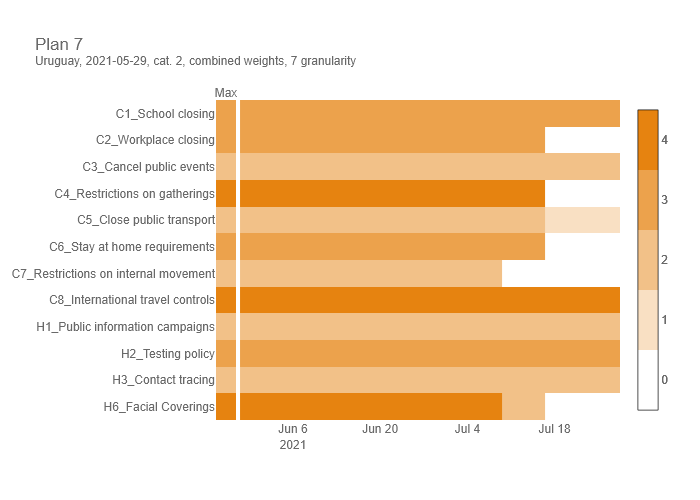 Plan 7
Uruguay, 2021-05-29, cat. 2, combined weights, 7 granularity
Max
C1_School closing
C2_Workplace closing
C3_Cancel public events
C4_Restrictions on gatherings
C5_Close public transport
C6_Stay at home requirements
C7_Restrictions on internal movement
C8_International travel controls
H1_Public information campaigns
H2_Testing policy
H3_Contact tracing
H6_Facial Coverings
Jun 6
2021
Jun 20
Jul 4
Jul 18
4
3
2
1
0